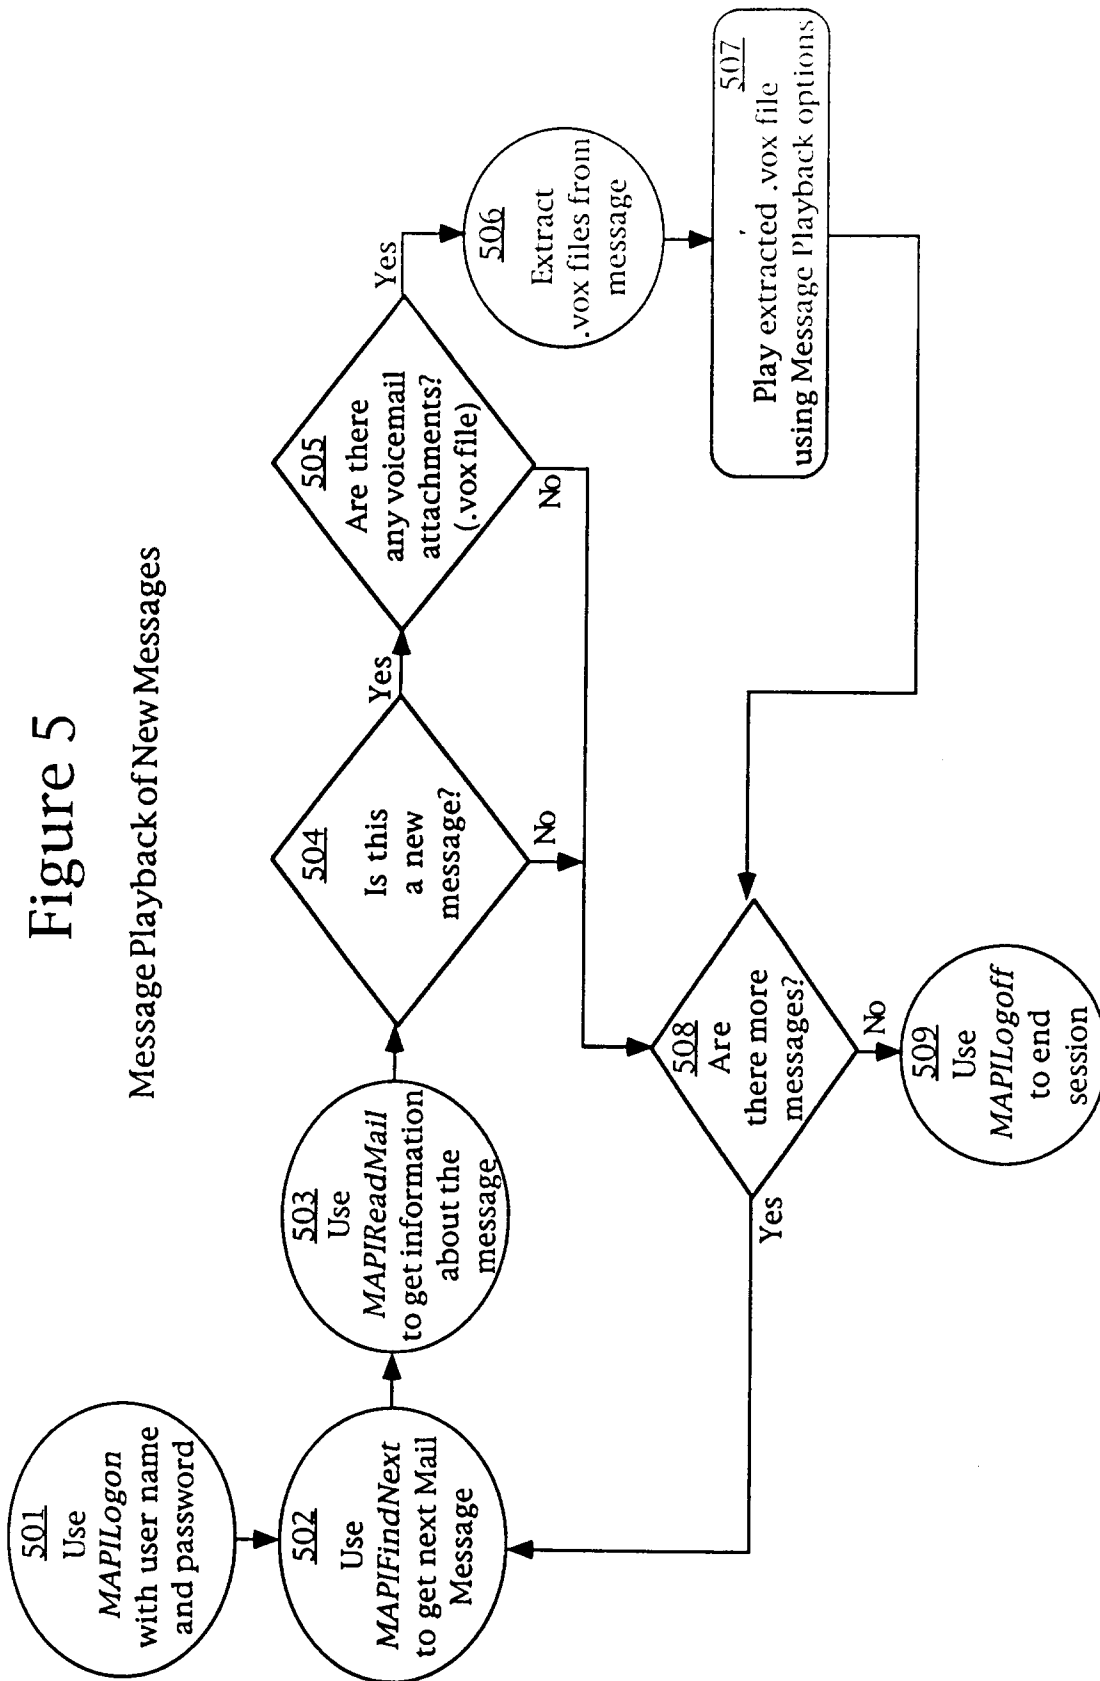 Figure 5
Message Playback of New Messages
501
Use
MAPILogon
with user name
and password
502
Use
MAPIFindNext
to get next Mail
Message
503
Use
MAPIReadMail
to get information
about the
message
504
Is this
a new
message?
Yes
No
505
Are there
any voicemail
attachments?
(.vox file)
Yes
No
506
Extract
.vox files from
message
507
Play extracted .vox file
using Message Playback options
508
Are
there more
messages?
Yes
No
509
Use
MAPILogoff
to end
session